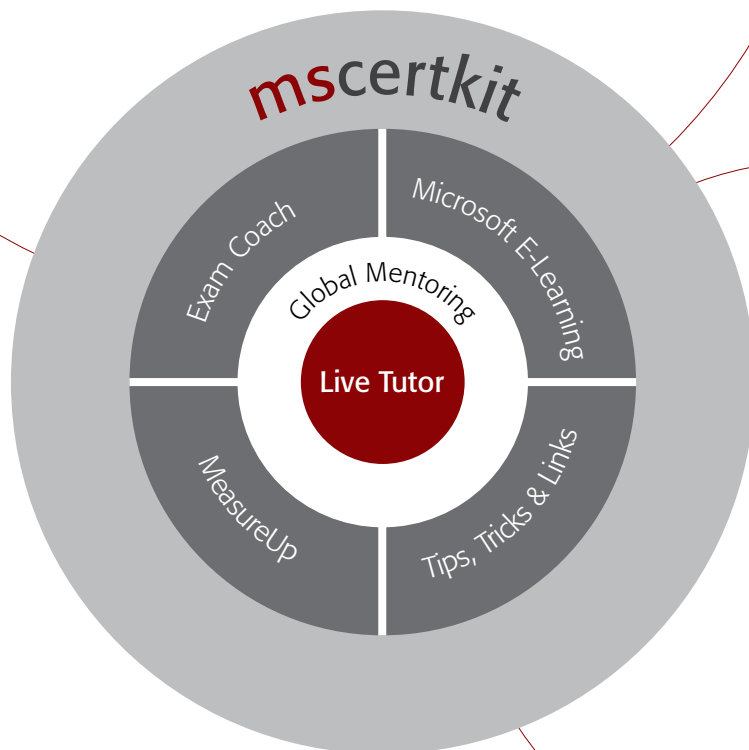 mscertkit
Exam Coach
Microsoft E-Learning
Global Mentoring
Live Tutor
MeasureUp
Tips, Tricks & Links